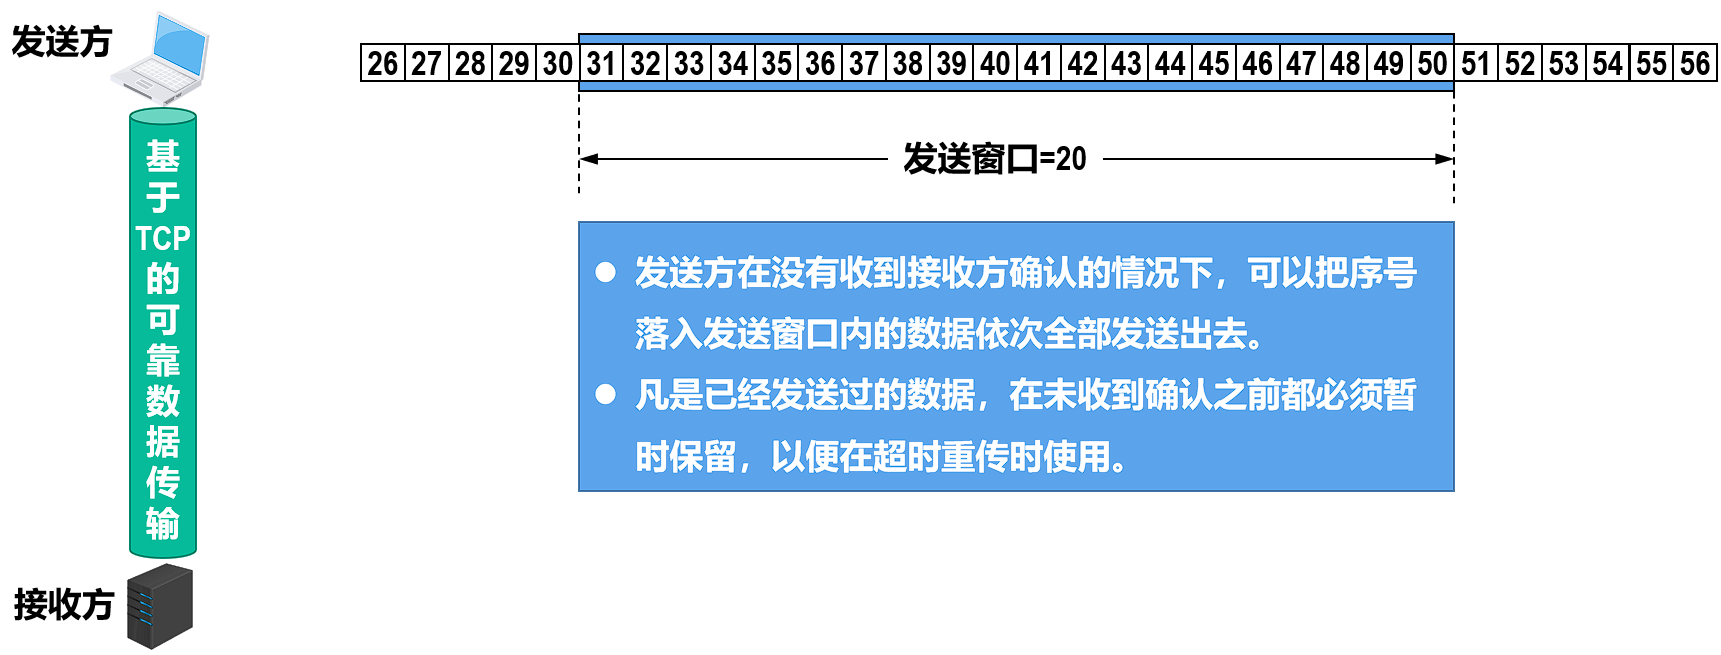 发送方
26 27 28 29 30 31 32 33 34 35 36 37 38 39 40 41 42 43 44 45 46 47 48 49 50 51 52 53 54 55 56
发送窗口=20
基
于
TCP
的
可
靠
数
据
传
输
● 发送方在没有收到接收方确认的情况下，可以把序号
落入发送窗口内的数据依次全部发送出去。
● 凡是已经发送过的数据，在未收到确认之前都必须暂
时保留，以便在超时重传时使用。
接收方